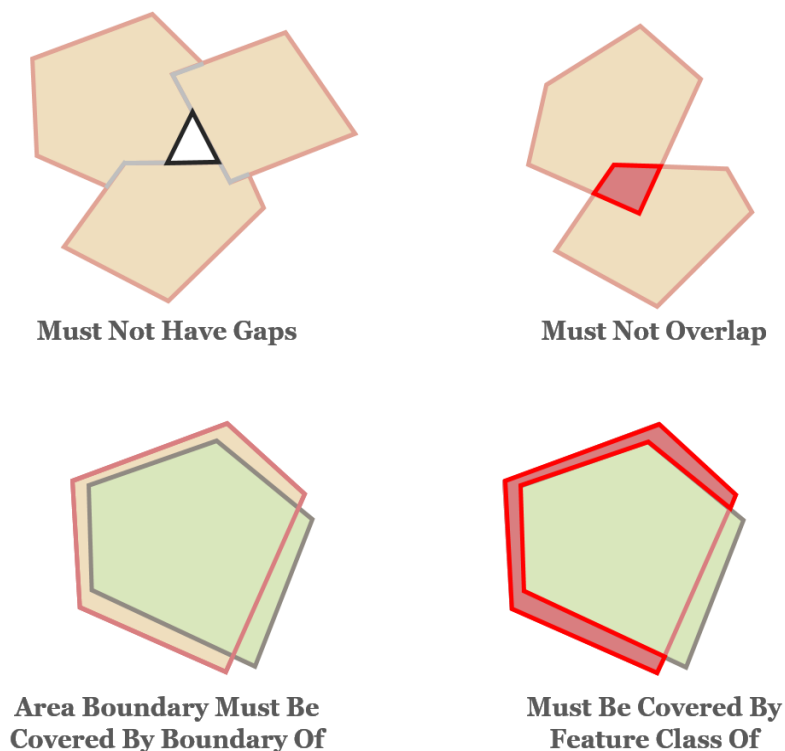 Must Not Have Gaps
Must Not Overlap
Area Boundary Must Be
Covered By Boundary Of
Must Be Covered By
Feature Class Of